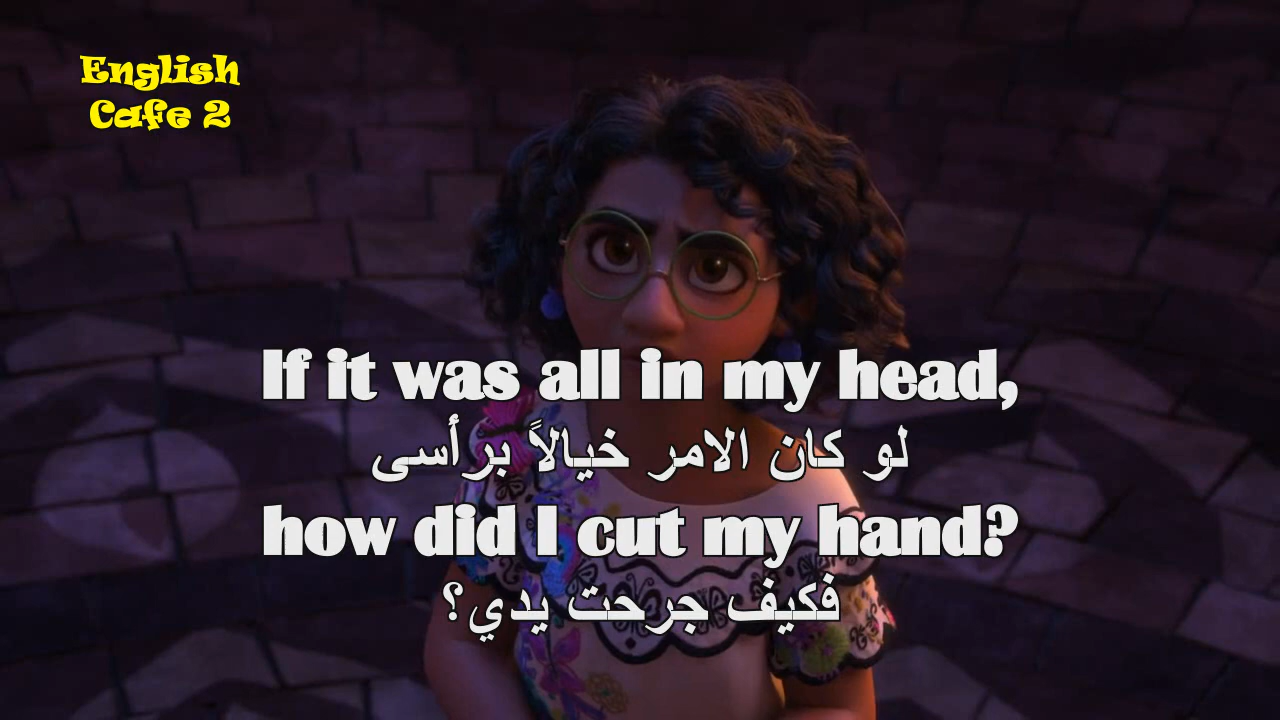 English
Cafe 2
If it was all in my head,
لو كان الامر خيالاً برأسى
how did I cut my hand?
فكيف جرحت يدي؟